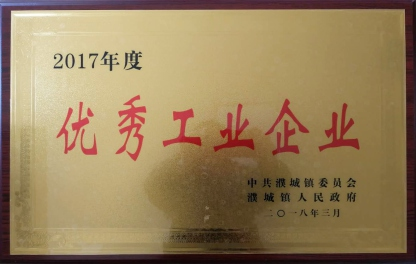 2017年度
优秀工业企业
中共濮城镇委员会
濮城镇人民政府
二〇一八年三月